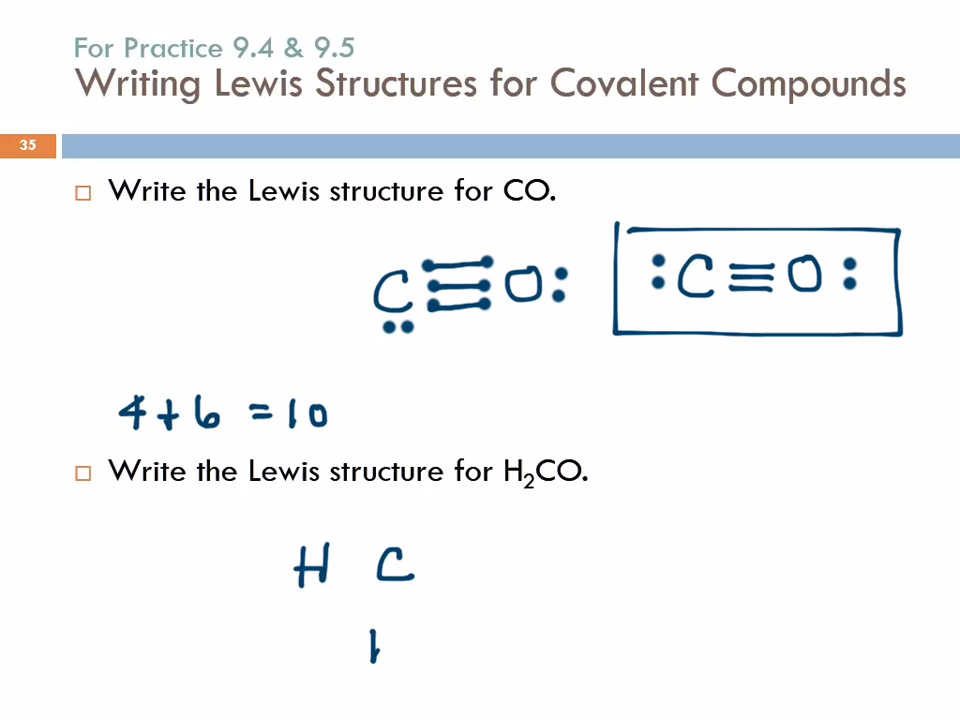 For Practice 9.4 & 9.5
Writing Lewis Structures for Covalent Compounds
35
Write the Lewis structure for CO.
C≡O: :C≡O:
4+6 =10
Write the Lewis structure for H₂CO.
H C